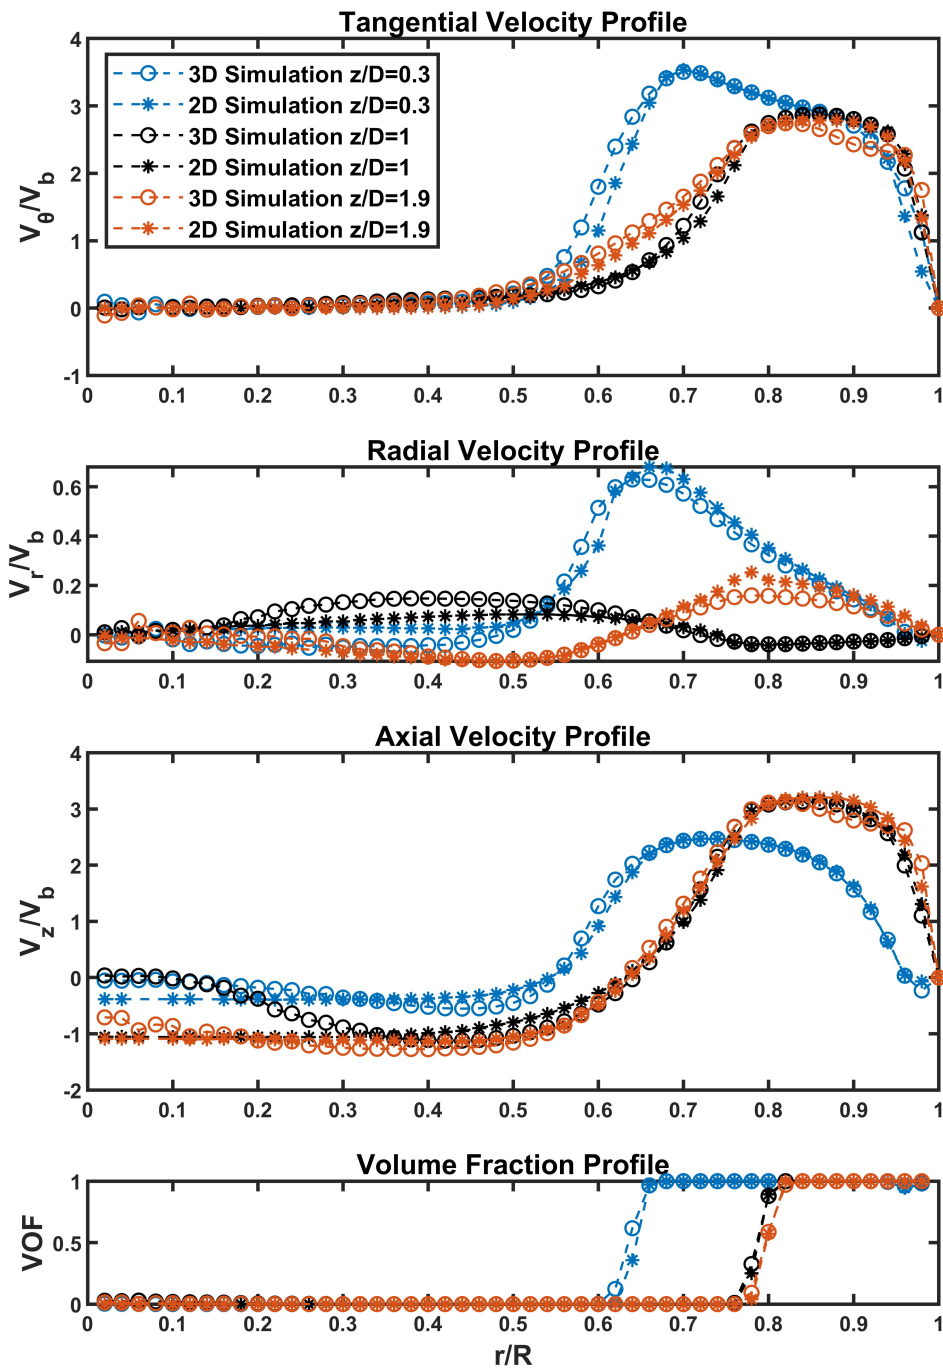 Tangential Velocity Profile
4
3
2
1
0
-1
V_θ/V_b
3D Simulation z/D=0.3
2D Simulation z/D=0.3
3D Simulation z/D=1
2D Simulation z/D=1
3D Simulation z/D=1.9
2D Simulation z/D=1.9
0 0.1 0.2 0.3 0.4 0.5 0.6 0.7 0.8 0.9 1
Radial Velocity Profile
0.6
0.4
0.2
0
V_r/V_b
0 0.1 0.2 0.3 0.4 0.5 0.6 0.7 0.8 0.9 1
Axial Velocity Profile
4
3
2
1
0
-1
-2
V_z/V_b
0 0.1 0.2 0.3 0.4 0.5 0.6 0.7 0.8 0.9 1
Volume Fraction Profile
1
0.5
0
VOF
0 0.1 0.2 0.3 0.4 0.5 0.6 0.7 0.8 0.9 1
r/R